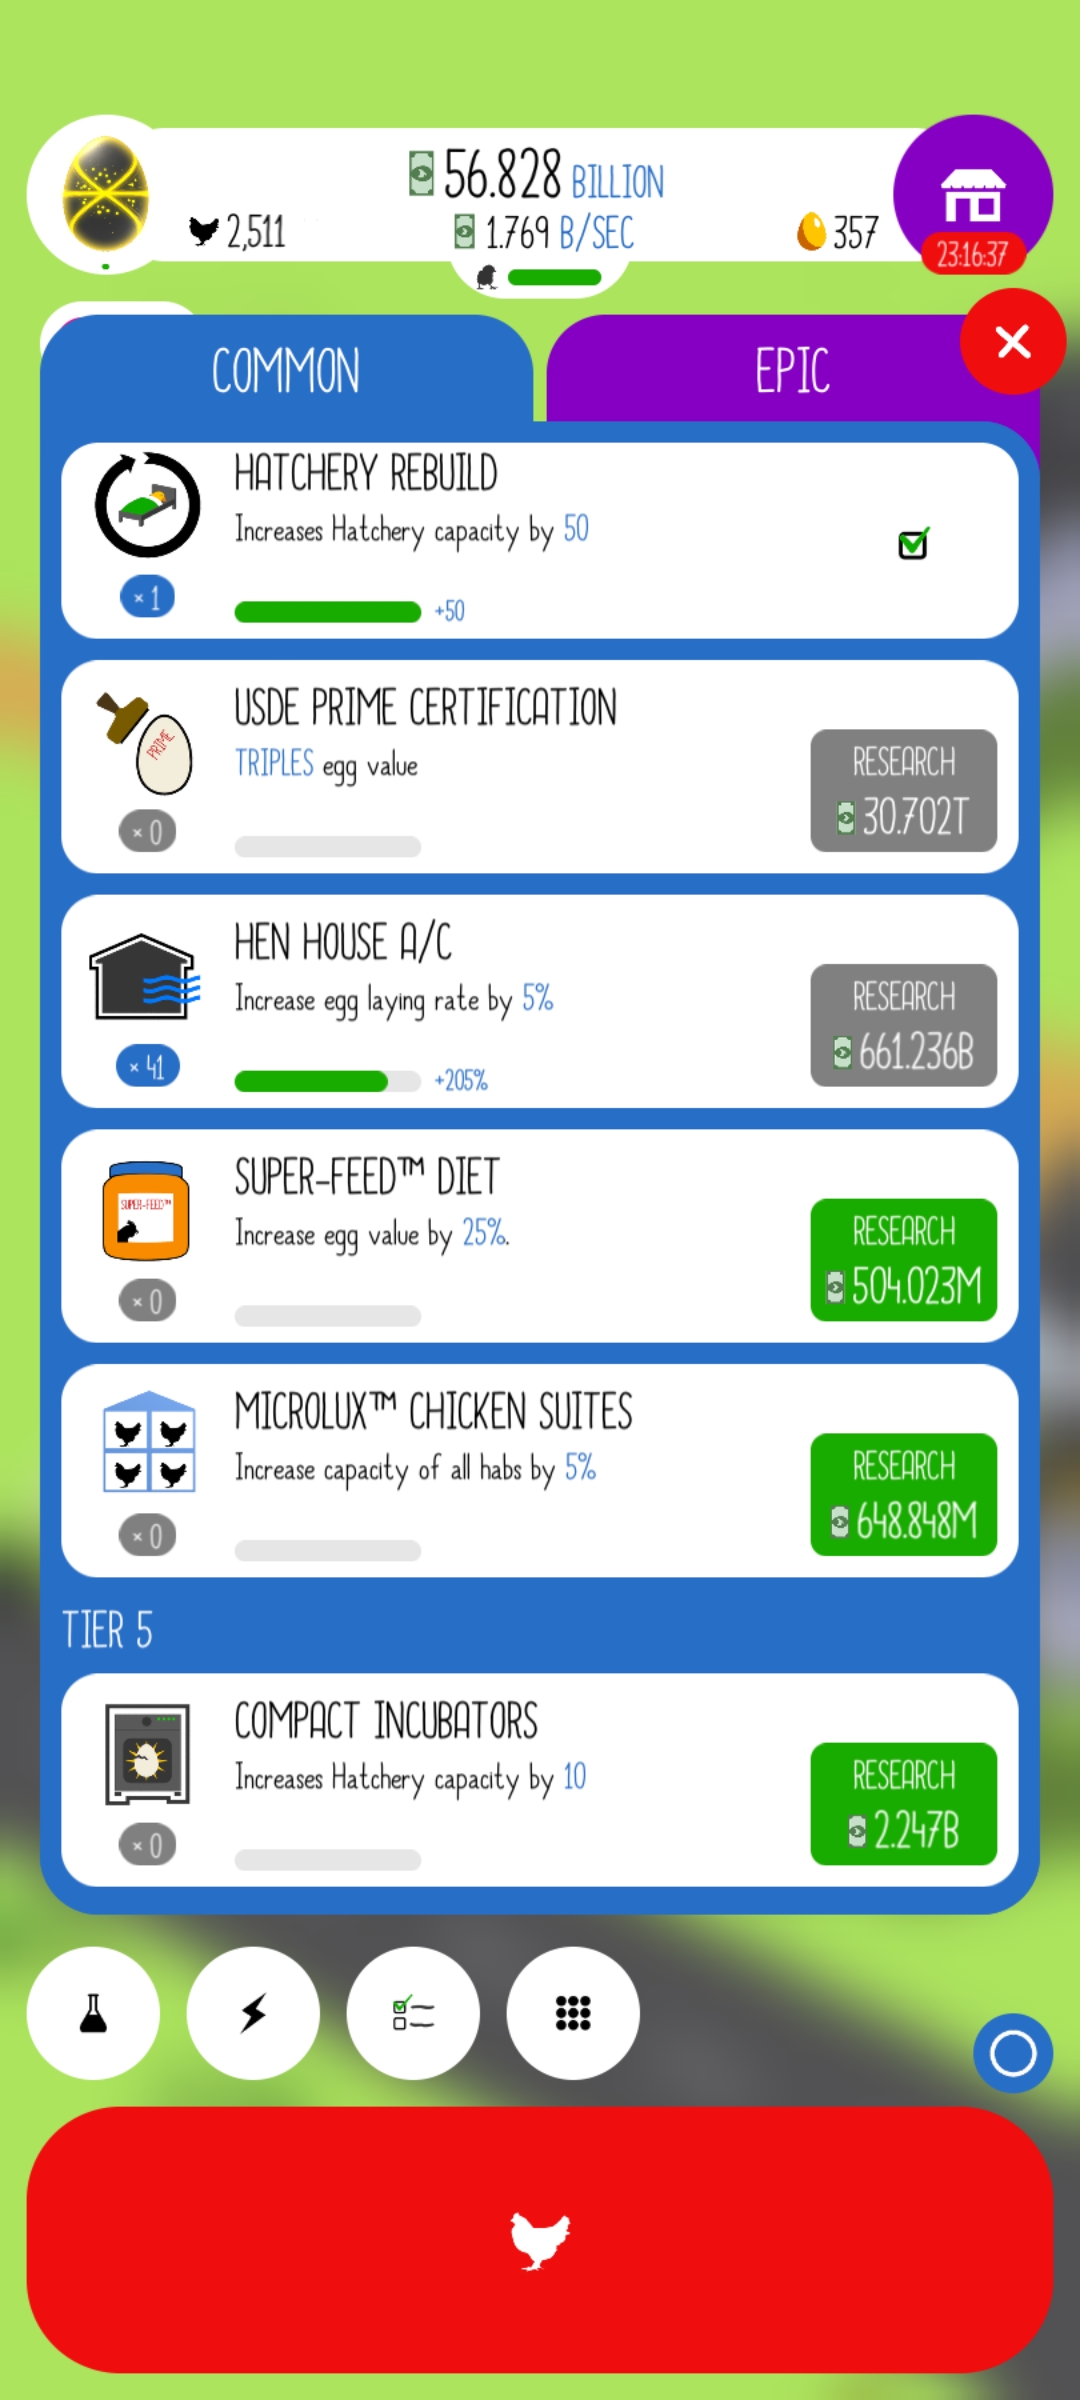 56.828 BILLION
2,511
1.769 B/SEC
357
23:16:37
COMMON
EPIC
HATCHERY REBUILD
Increases Hatchery capacity by 50
× 1
+50
USDE PRIME CERTIFICATION
TRIPLES egg value
PRIME
× 0
RESEARCH
30.702T
HEN HOUSE A/C
Increase egg laying rate by 5%
× 41
+205%
RESEARCH
661.236B
SUPER-FEED™ DIET
Increase egg value by 25%.
SUPER-FEED™
× 0
RESEARCH
504.023M
MICROLUX™ CHICKEN SUITES
Increase capacity of all habs by 5%
× 0
RESEARCH
648.848M
TIER 5
COMPACT INCUBATORS
Increases Hatchery capacity by 10
× 0
RESEARCH
2.247B